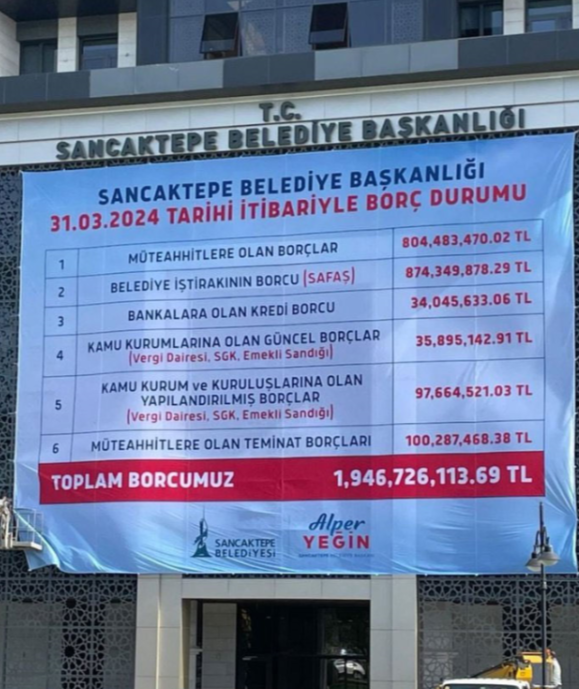 T.C.
SANCAKTEPE BELEDİYE BAŞKANLIĞI
SANCAKTEPE BELEDİYE BAŞKANLIĞI
31.03.2024 TARİHİ İTİBARİYLE BORÇ DURUMU
1 MÜTEAHHİTLERE OLAN BORÇLAR 804,483,470.02 TL
2 BELEDİYE İŞTİRAKININ BORCU (SAFAŞ) 874,349,878.29 TL
3 BANKALARA OLAN KREDİ BORCU 34,045,633.06 TL
4 KAMU KURUMLARINA OLAN GÜNCEL BORÇLAR 35,895,142.91 TL
(Vergi Dairesi, SGK, Emekli Sandığı)
5 KAMU KURUM ve KURULUŞLARINA OLAN
YAPILANDIRILMIŞ BORÇLAR 97,664,521.03 TL
(Vergi Dairesi, SGK, Emekli Sandığı)
6 MÜTEAHHİTLERE OLAN TEMİNAT BORÇLARI 100,287,468.38 TL
TOPLAM BORCUMUZ 1,946,726,113.69 TL
SANCAKTEPE
BELEDİYESİ
Alper
YEĞİN